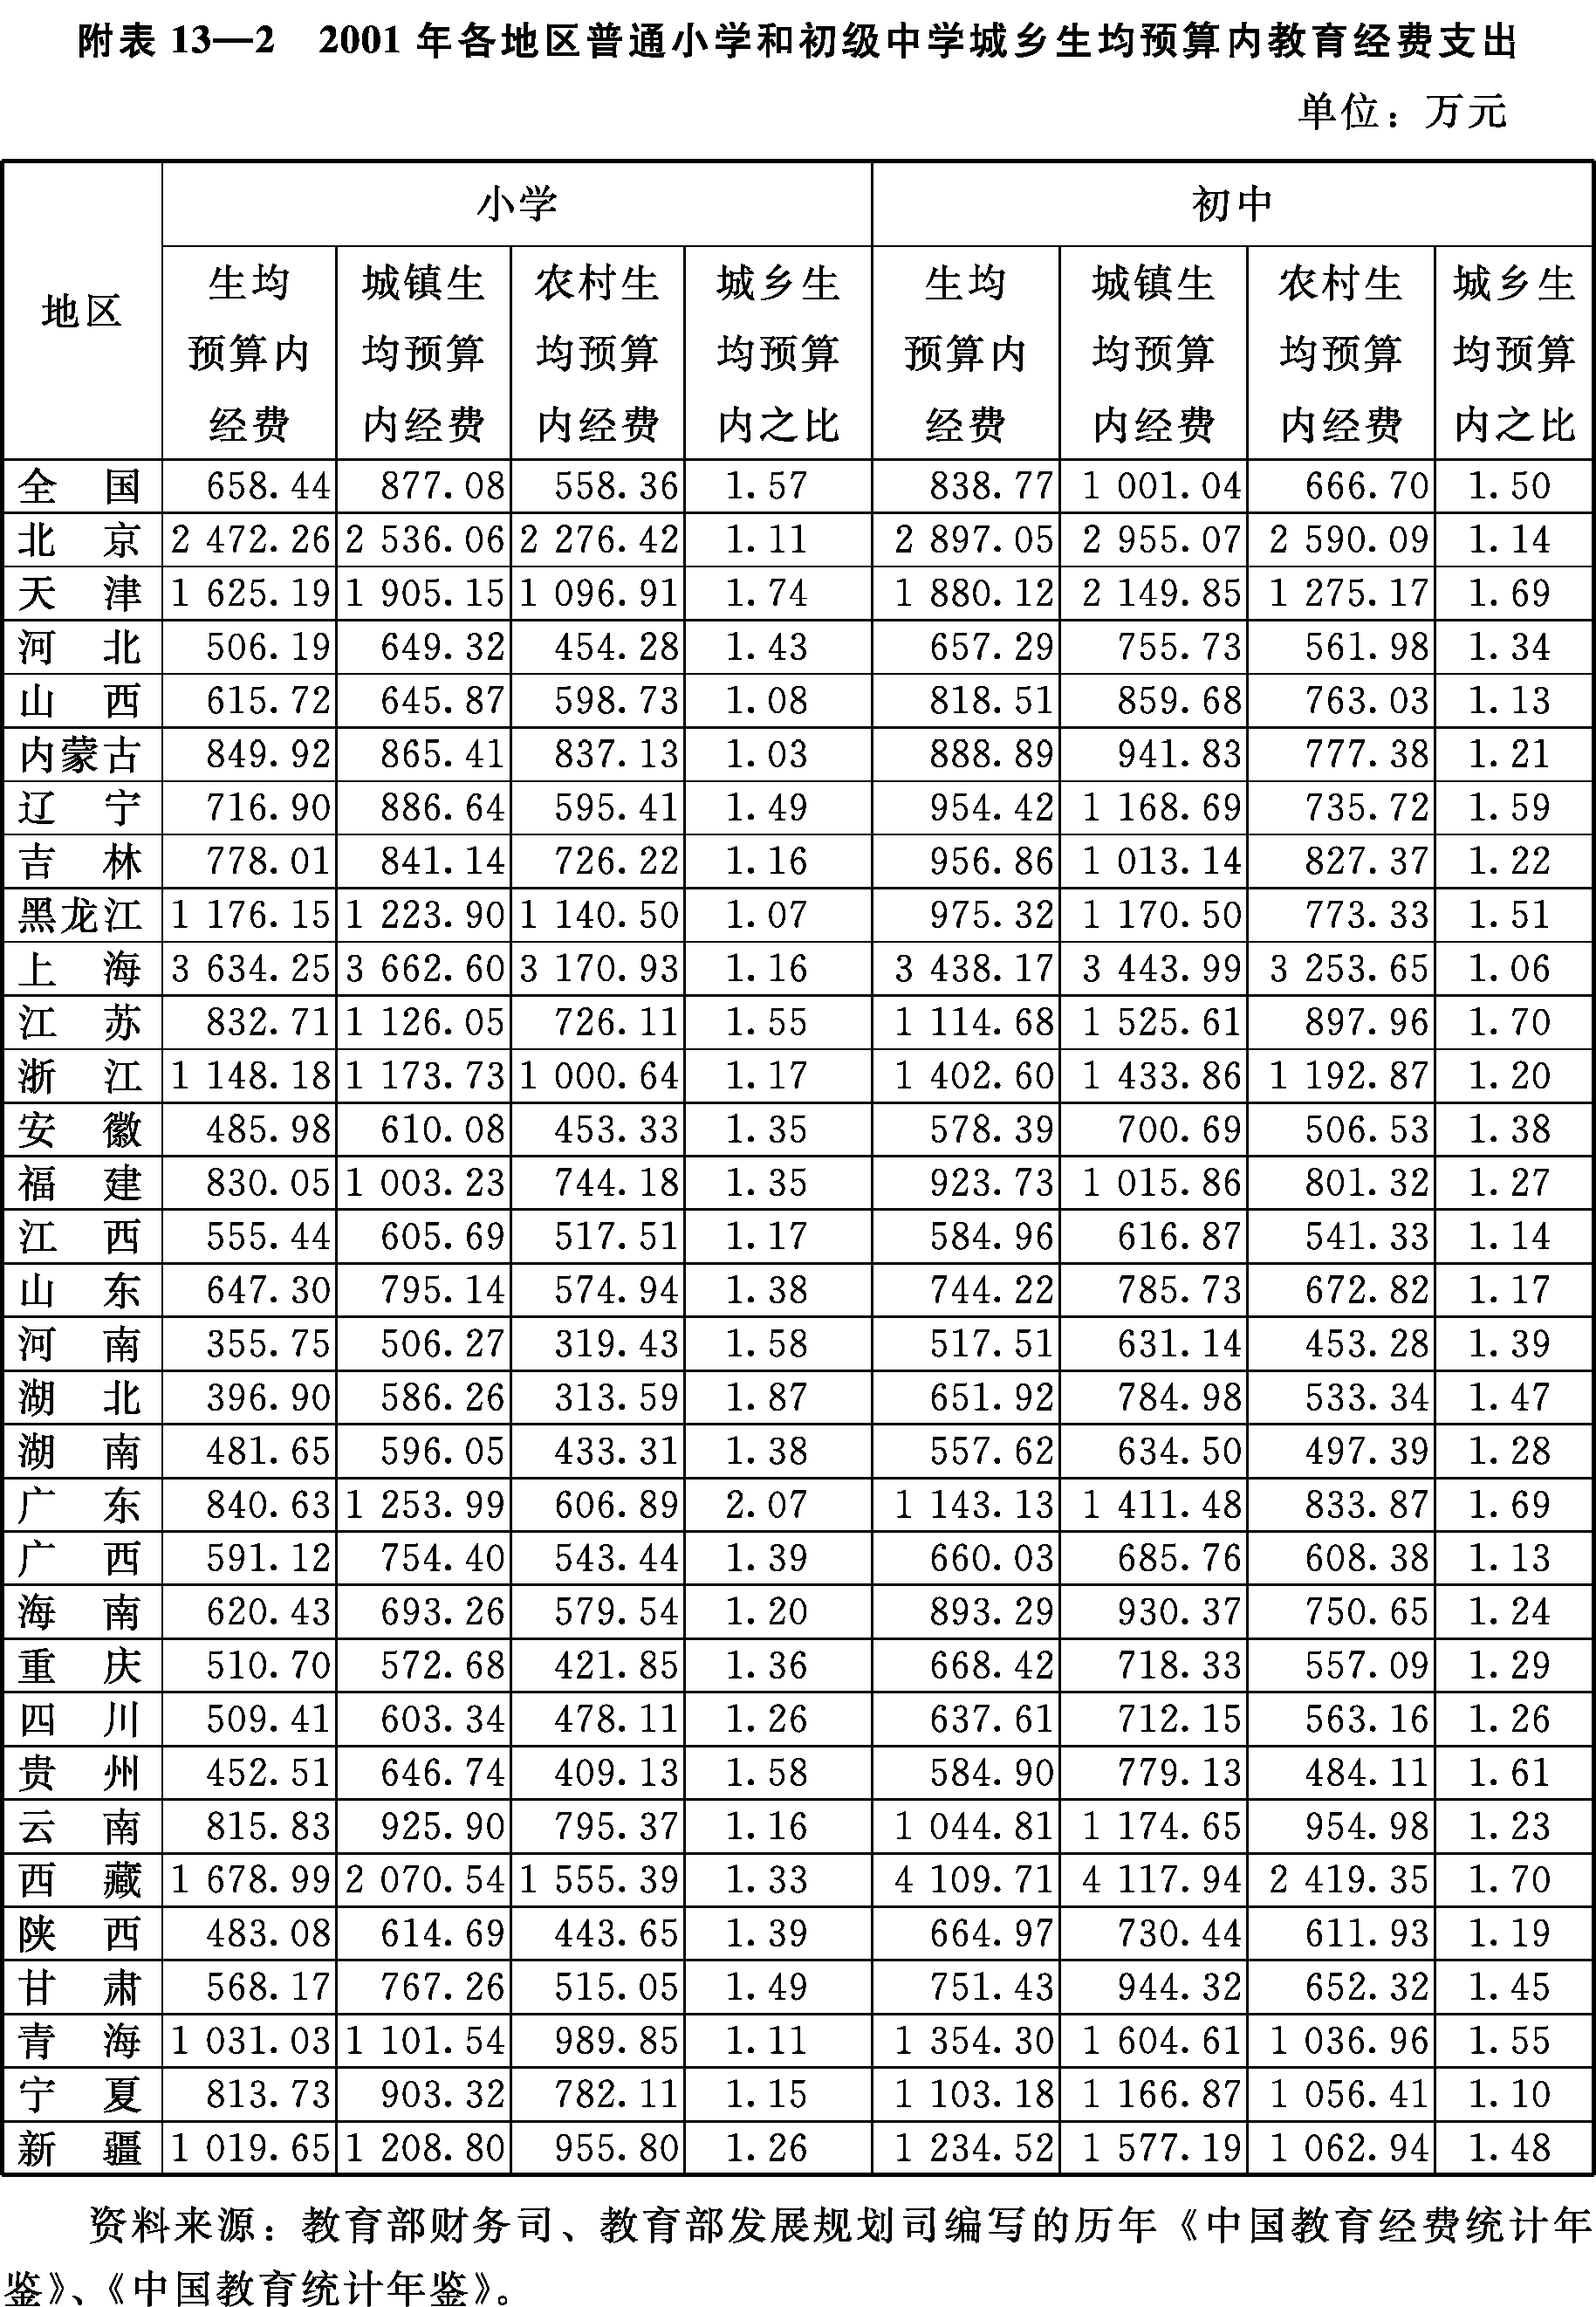 附表 13—2 2001 年各地区普通小学和初级中学城乡生均预算内教育经费支出
单位：万元
地区 小学 初中
生均预算内经费 城镇生均预算内经费 农村生均预算内经费 城乡生均预算内之比 生均预算内经费 城镇生均预算内经费 农村生均预算内经费 城乡生均预算内之比
全国 658.44 877.08 558.36 1.57 838.77 1 001.04 666.70 1.50
北京 2 472.26 2 536.06 2 276.42 1.11 2 897.05 2 955.07 2 590.09 1.14
天津 1 625.19 1 905.15 1 096.91 1.74 1 880.12 2 149.85 1 275.17 1.69
河北 506.19 649.32 454.28 1.43 657.29 755.73 561.98 1.34
山西 615.72 645.87 598.73 1.08 818.51 859.68 763.03 1.13
内蒙古 849.92 865.41 837.13 1.03 888.89 941.83 777.38 1.21
辽宁 716.90 886.64 595.41 1.49 954.42 1 168.69 735.72 1.59
吉林 778.01 841.14 726.22 1.16 956.86 1 013.14 827.37 1.22
黑龙江 1 176.15 1 223.90 1 140.50 1.07 975.32 1 170.50 773.33 1.51
上海 3 634.25 3 662.60 3 170.93 1.16 3 438.17 3 443.99 3 253.65 1.06
江苏 832.71 1 126.05 726.11 1.55 1 114.68 1 525.61 897.96 1.70
浙江 1 148.18 1 173.73 1 000.64 1.17 1 402.60 1 433.86 1 192.87 1.20
安徽 485.98 610.08 453.33 1.35 578.39 700.69 506.53 1.38
福建 830.05 1 003.23 744.18 1.35 923.73 1 015.86 801.32 1.27
江西 555.44 605.69 517.51 1.17 584.96 616.87 541.33 1.14
山东 647.30 795.14 574.94 1.38 744.22 785.73 672.82 1.17
河南 355.75 506.27 319.43 1.58 517.51 631.14 453.28 1.39
湖北 396.90 586.26 313.59 1.87 651.92 784.98 533.34 1.47
湖南 481.65 596.05 433.31 1.38 557.62 634.50 497.39 1.28
广东 840.63 1 253.99 606.89 2.07 1 143.13 1 411.48 833.87 1.69
广西 591.12 754.40 543.44 1.39 660.03 685.76 608.38 1.13
海南 620.43 693.26 579.54 1.20 893.29 930.37 750.65 1.24
重庆 510.70 572.68 421.85 1.36 668.42 718.33 557.09 1.29
四川 509.41 603.34 478.11 1.26 637.61 712.15 563.16 1.26
贵州 452.51 646.74 409.13 1.58 584.90 779.13 484.11 1.61
云南 815.83 925.90 795.37 1.16 1 044.81 1 174.65 954.98 1.23
西藏 1 678.99 2 070.54 1 555.39 1.33 4 109.71 4 117.94 2 419.35 1.70
陕西 483.08 614.69 443.65 1.39 664.97 730.44 611.93 1.19
甘肃 568.17 767.26 515.05 1.49 751.43 944.32 652.32 1.45
青海 1 031.03 1 101.54 989.85 1.11 1 354.30 1 604.61 1 036.96 1.55
宁夏 813.73 903.32 782.11 1.15 1 103.18 1 166.87 1 056.41 1.10
新疆 1 019.65 1 208.80 955.80 1.26 1 234.52 1 577.19 1 062.94 1.48
资料来源：教育部财务司、教育部发展规划司编写的历年《中国教育经费统计年
鉴》、《中国教育统计年鉴》。